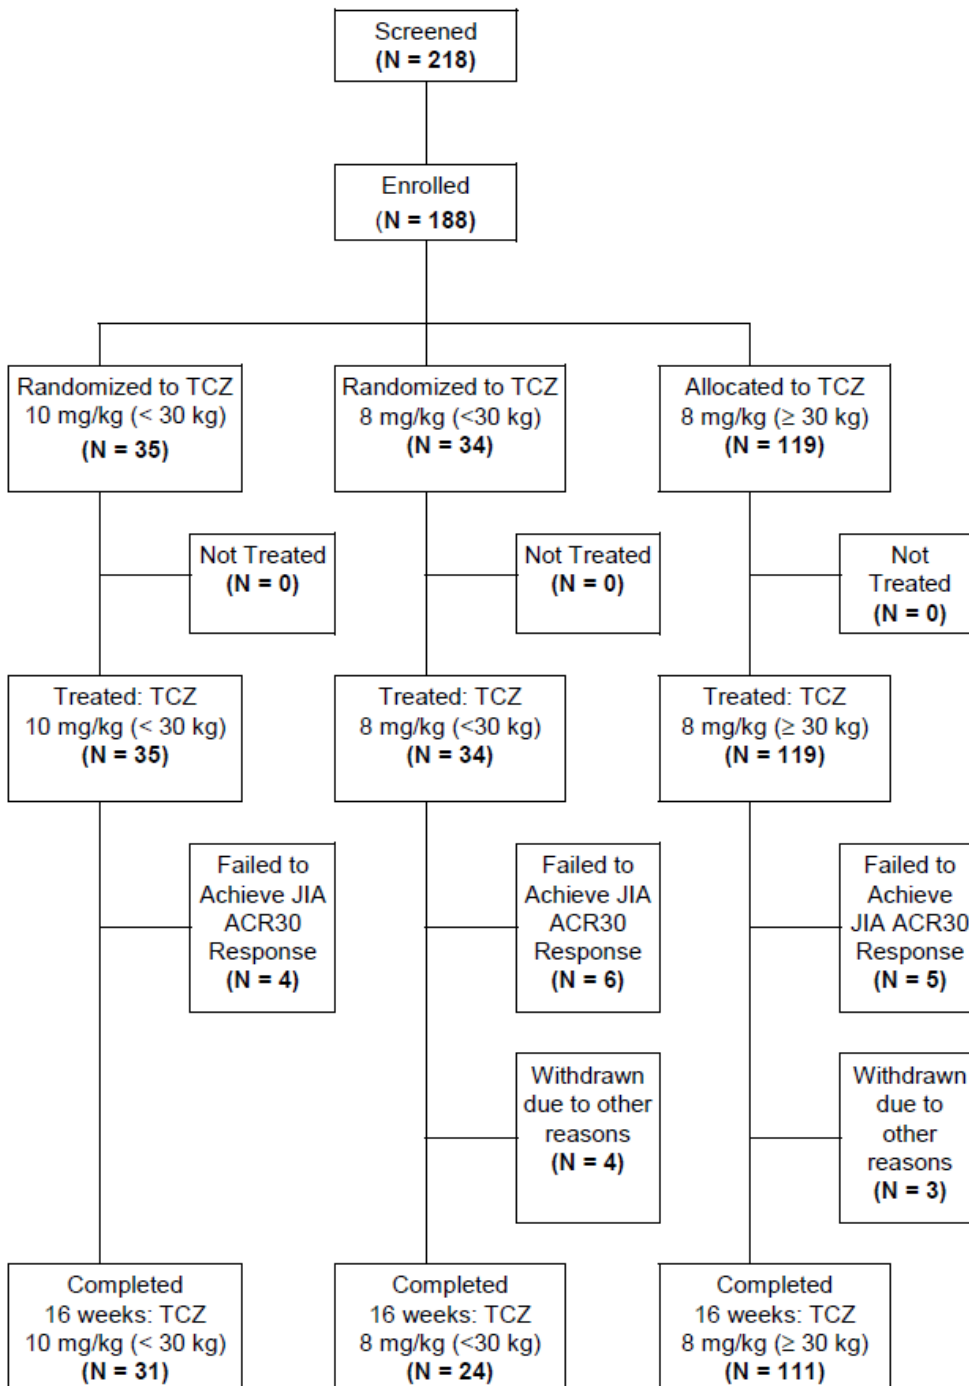 Screened
(N = 218)
Enrolled
(N = 188)
Randomized to TCZ
10 mg/kg (< 30 kg)
(N = 35)
Randomized to TCZ
8 mg/kg (<30 kg)
(N = 34)
Allocated to TCZ
8 mg/kg (≥ 30 kg)
(N = 119)
Not Treated
(N = 0)
Not Treated
(N = 0)
Not
Treated
(N = 0)
Treated: TCZ
10 mg/kg (< 30 kg)
(N = 35)
Treated: TCZ
8 mg/kg (<30 kg)
(N = 34)
Treated: TCZ
8 mg/kg (≥ 30 kg)
(N = 119)
Failed to
Achieve JIA
ACR30
Response
(N = 4)
Failed to
Achieve JIA
ACR30
Response
(N = 6)
Failed to
Achieve
JIA ACR30
Response
(N = 5)
Withdrawn
due to other
reasons
(N = 4)
Withdrawn
due to
other
reasons
(N = 3)
Completed
16 weeks: TCZ
10 mg/kg (< 30 kg)
(N = 31)
Completed
16 weeks: TCZ
8 mg/kg (<30 kg)
(N = 24)
Completed
16 weeks: TCZ
8 mg/kg (≥ 30 kg)
(N = 111)